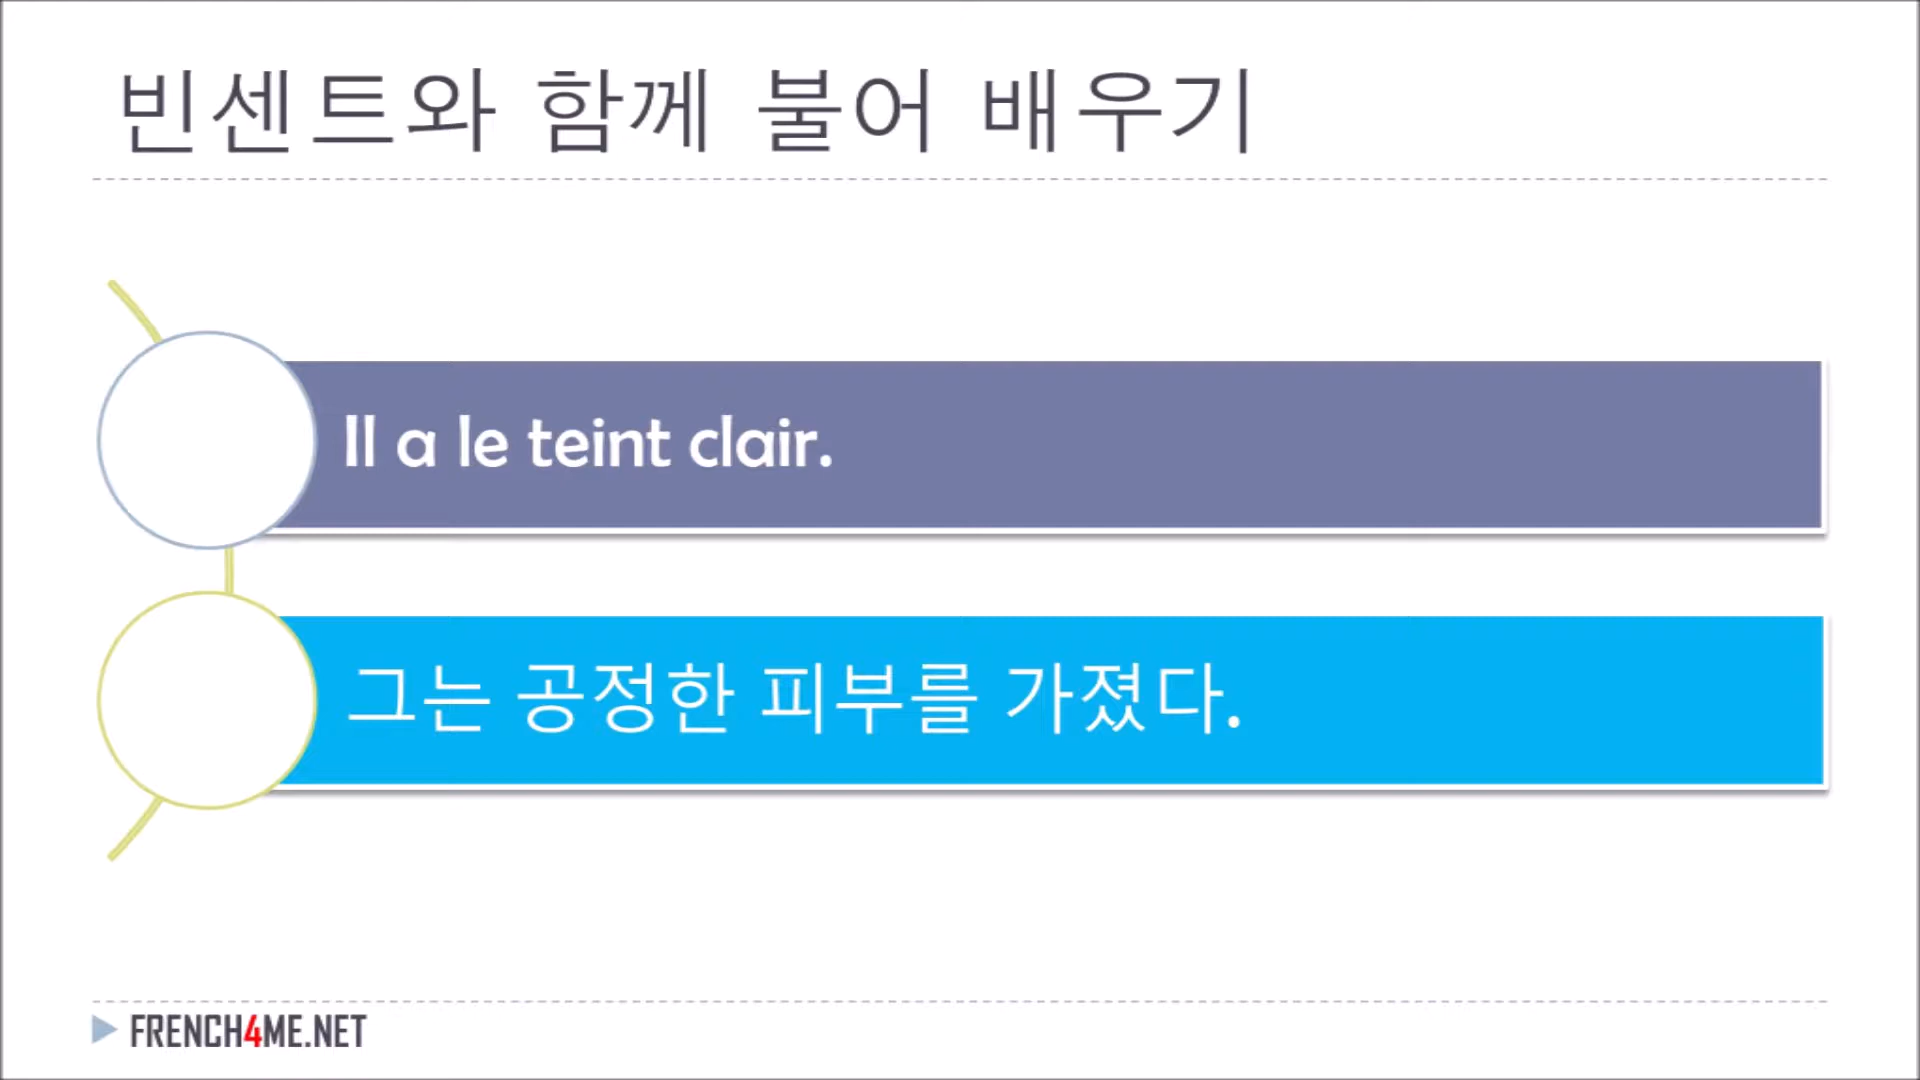 빈센트와 함께 불어 배우기
Il a le teint clair.
그는 공정한 피부를 가졌다.
FRENCH4ME.NET